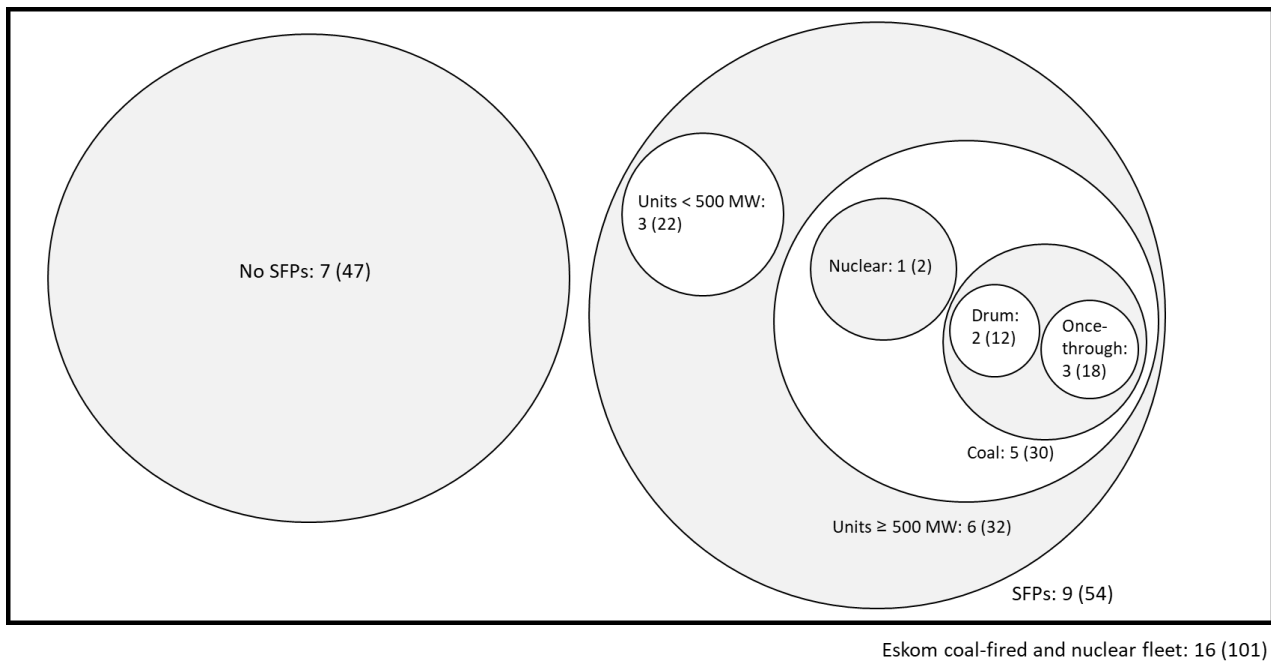 No SFPs: 7 (47)
Units < 500 MW:
3 (22)
Nuclear: 1 (2)
Drum:
2 (12)
Once-
through:
3 (18)
Coal: 5 (30)
Units ≥ 500 MW: 6 (32)
SFPs: 9 (54)
Eskom coal-fired and nuclear fleet: 16 (101)